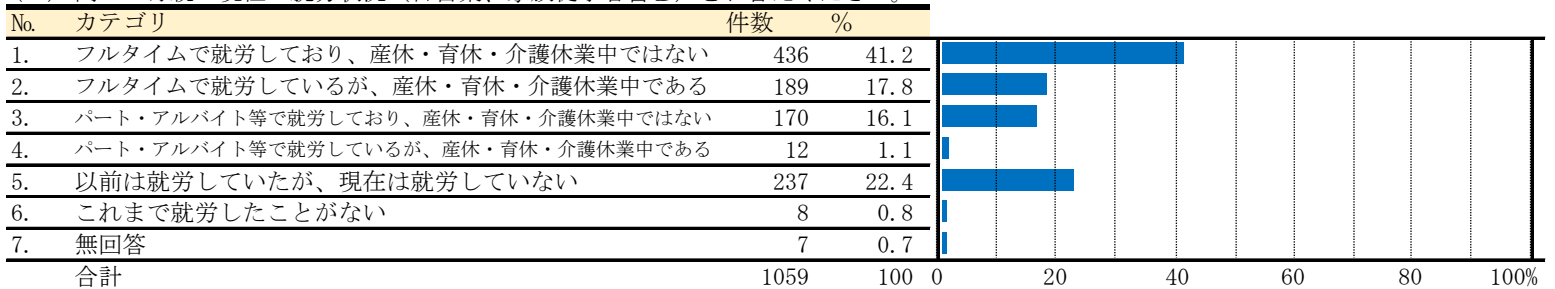 No. カテゴリ 件数 %
1. フルタイムで就労しており、産休・育休・介護休業中ではない 436 41.2
2. フルタイムで就労しているが、産休・育休・介護休業中である 189 17.8
3. パート・アルバイト等で就労しており、産休・育休・介護休業中ではない 170 16.1
4. パート・アルバイト等で就労しているが、産休・育休・介護休業中である 12 1.1
5. 以前は就労していたが、現在は就労していない 237 22.4
6. これまで就労したことがない 8 0.8
7. 無回答 7 0.7
合計 1059 100 0 20 40 60 80 100%